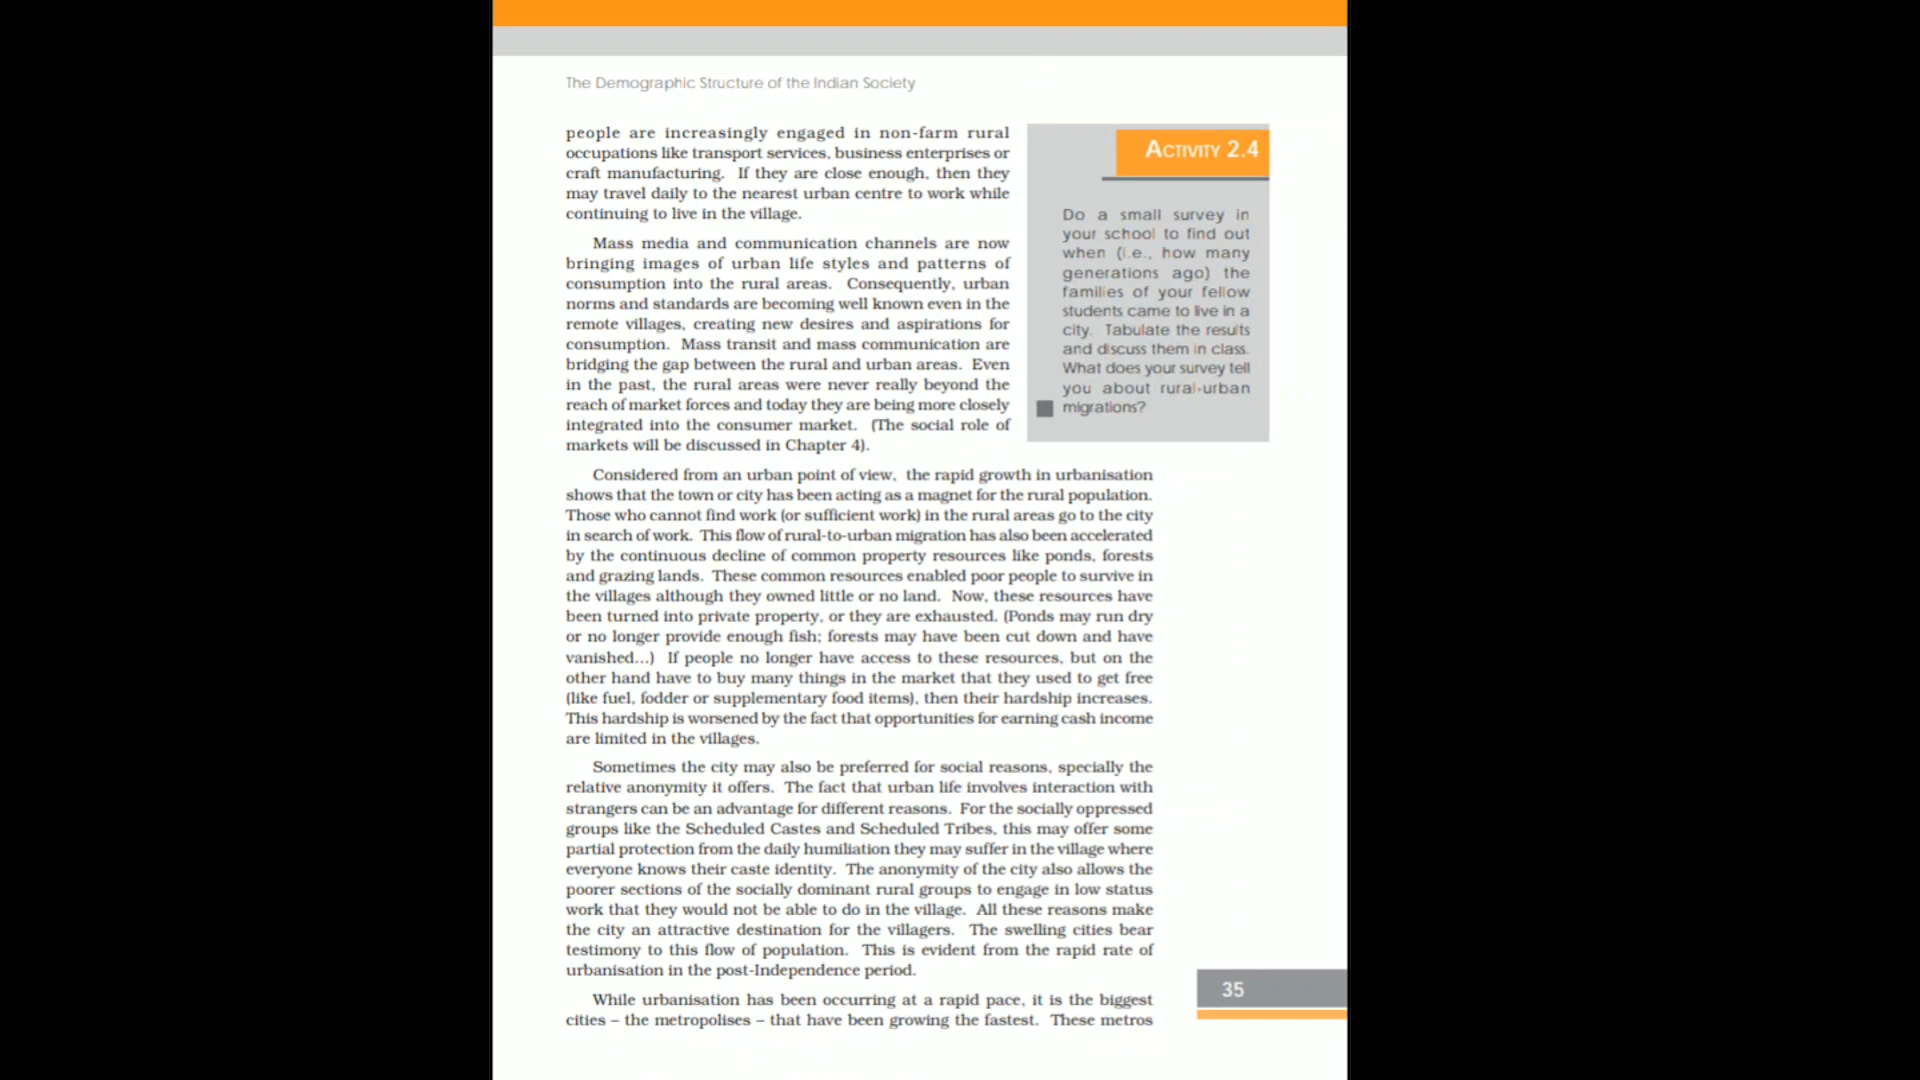 The Demographic Structure of the Indian Society
people are increasingly engaged in non-farm rural
occupations like transport services, business enterprises or
craft manufacturing. If they are close enough, then they
may travel daily to the nearest urban centre to work while
continuing to live in the village.
Mass media and communication channels are now
bringing images of urban life styles and patterns of
consumption into the rural areas. Consequently, urban
norms and standards are becoming well known even in the
remote villages, creating new desires and aspirations for
consumption. Mass transit and mass communication are
bridging the gap between the rural and urban areas. Even
in the past, the rural areas were never really beyond the
reach of market forces and today they are being more closely
integrated into the consumer market. (The social role of
markets will be discussed in Chapter 4).
ACTIVITY 2.4
Do a small survey in
your school to find out
when (i.e., how many
generations ago) the
families of your fellow
students came to live in a
city. Tabulate the results
and discuss them in class.
What does your survey tell
you about rural-urban
migrations?
Considered from an urban point of view, the rapid growth in urbanisation
shows that the town or city has been acting as a magnet for the rural population.
Those who cannot find work (or sufficient work) in the rural areas go to the city
in search of work. This flow of rural-to-urban migration has also been accelerated
by the continuous decline of common property resources like ponds, forests
and grazing lands. These common resources enabled poor people to survive in
the villages although they owned little or no land. Now, these resources have
been turned into private property, or they are exhausted. (Ponds may run dry
or no longer provide enough fish; forests may have been cut down and have
vanished...) If people no longer have access to these resources, but on the
other hand have to buy many things in the market that they used to get free
(like fuel, fodder or supplementary food items), then their hardship increases.
This hardship is worsened by the fact that opportunities for earning cash income
are limited in the villages.
Sometimes the city may also be preferred for social reasons, specially the
relative anonymity it offers. The fact that urban life involves interaction with
strangers can be an advantage for different reasons. For the socially oppressed
groups like the Scheduled Castes and Scheduled Tribes, this may offer some
partial protection from the daily humiliation they may suffer in the village where
everyone knows their caste identity. The anonymity of the city also allows the
poorer sections of the socially dominant rural groups to engage in low status
work that they would not be able to do in the village. All these reasons make
the city an attractive destination for the villagers. The swelling cities bear
testimony to this flow of population. This is evident from the rapid rate of
urbanisation in the post-Independence period.
While urbanisation has been occurring at a rapid pace, it is the biggest
cities – the metropolises – that have been growing the fastest. These metros
35